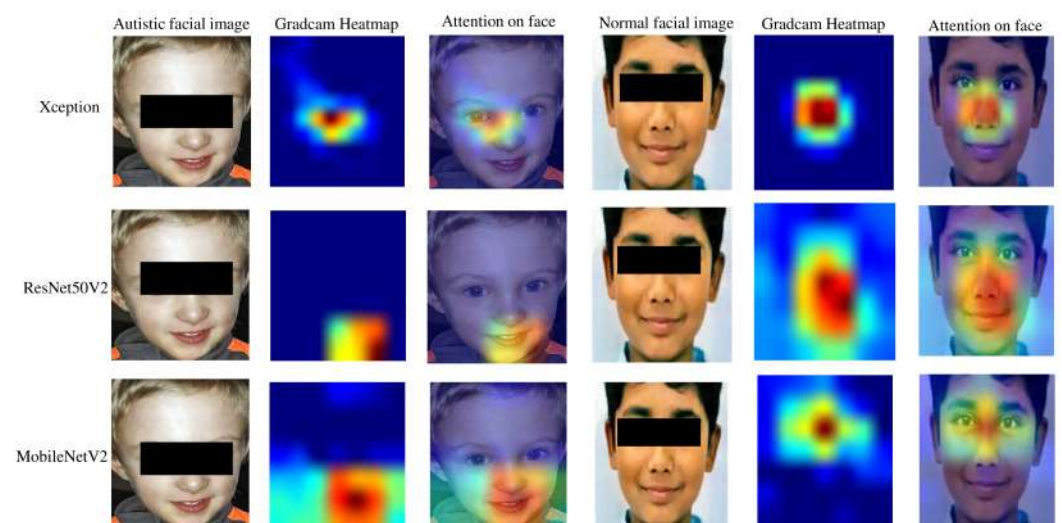 Autistic facial image Gradcam Heatmap Attention on face Normal facial image Gradcam Heatmap Attention on face
Xception
ResNet50V2
MobileNetV2